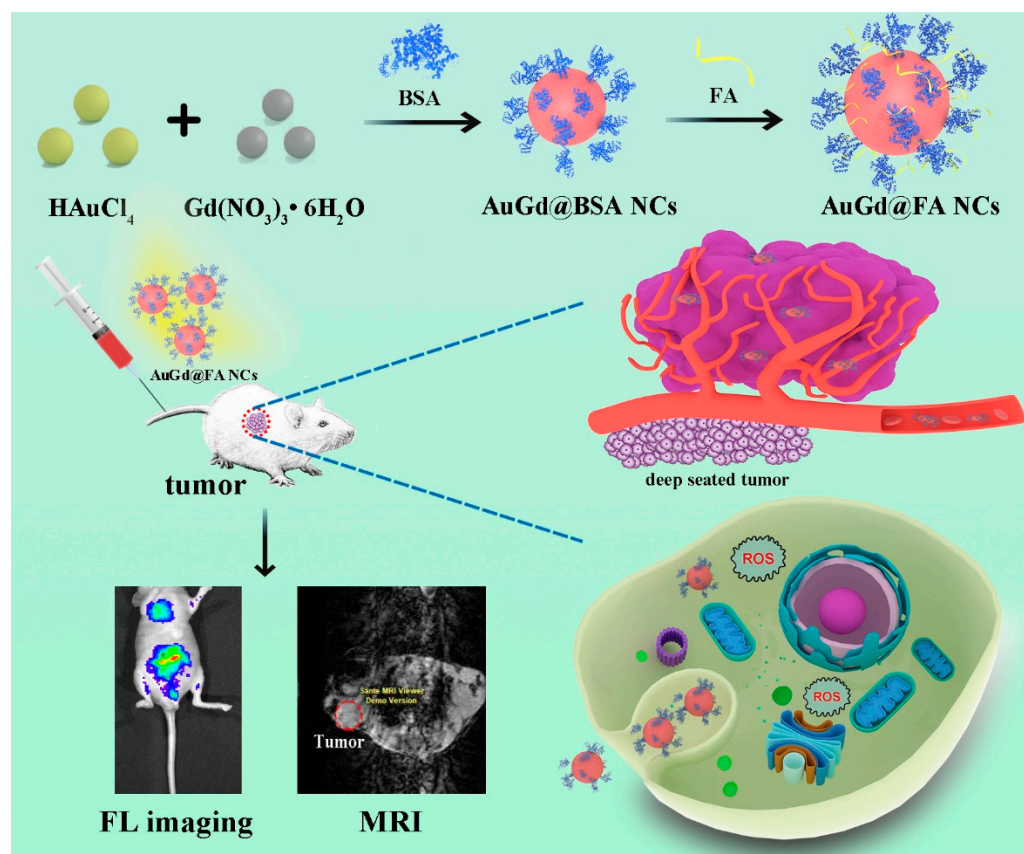 BSA
FA
HAuCl4
Gd(NO3)3• 6H2O
AuGd@BSA NCs
AuGd@FA NCs
AuGd@FA NCs
tumor
deep seated tumor
ROS
ROS
Sante MRI Viewer
Demo Version
Tumor
FL imaging
MRI